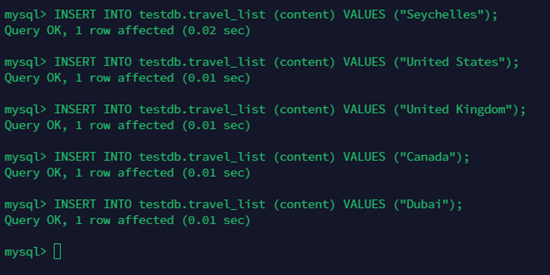 mysql> INSERT INTO testdb.travel_list (content) VALUES ("Seychelles");
Query OK, 1 row affected (0.02 sec)
mysql> INSERT INTO testdb.travel_list (content) VALUES ("United States");
Query OK, 1 row affected (0.01 sec)
mysql> INSERT INTO testdb.travel_list (content) VALUES ("United Kingdom");
Query OK, 1 row affected (0.01 sec)
mysql> INSERT INTO testdb.travel_list (content) VALUES ("Canada");
Query OK, 1 row affected (0.01 sec)
mysql> INSERT INTO testdb.travel_list (content) VALUES ("Dubai");
Query OK, 1 row affected (0.01 sec)
mysql>